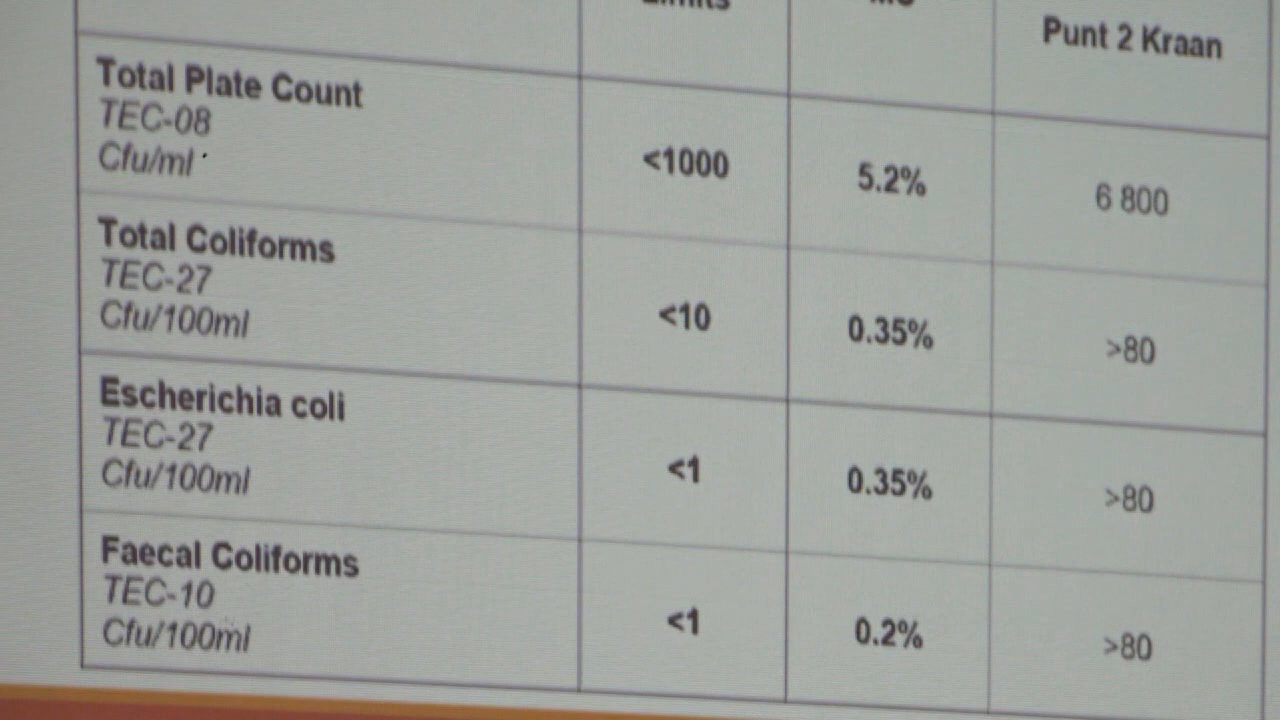 Limits
Punt 2 Kraan
Total Plate Count
TEC-08
Cfu/ml
<1000
5.2%
6 800
Total Coliforms
TEC-27
Cfu/100ml
<10
0.35%
>80
Escherichia coli
TEC-27
Cfu/100ml
<1
0.35%
>80
Faecal Coliforms
TEC-10
Cfu/100ml
<1
0.2%
>80